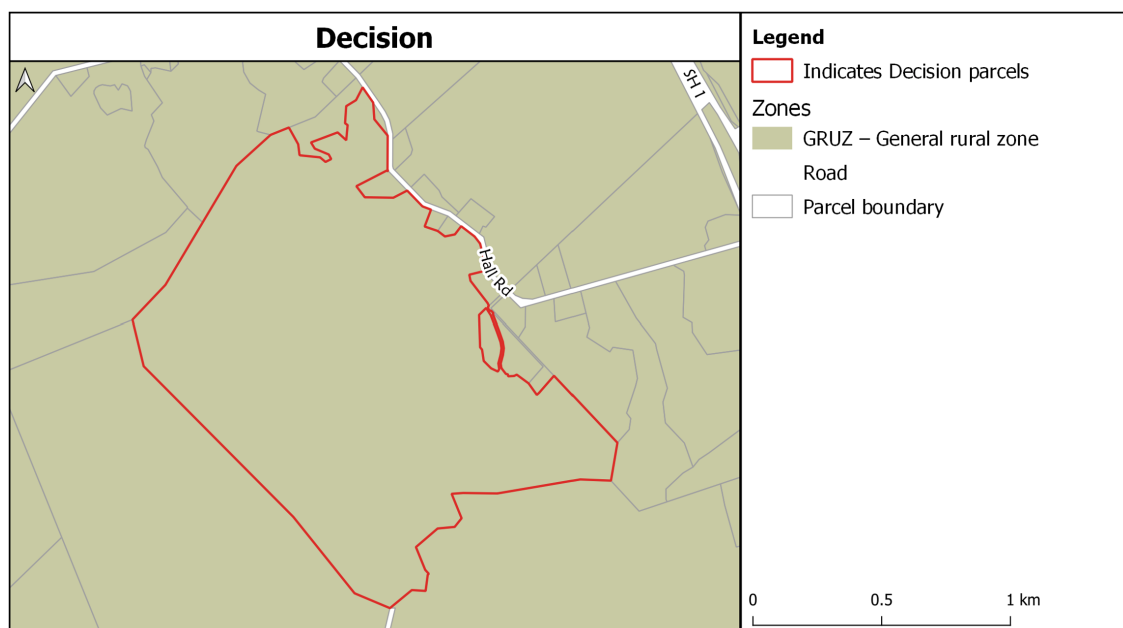 Decision
SH 1
Hall Rd
Legend
Indicates Decision parcels
Zones
GRUZ – General rural zone
Road
Parcel boundary
0 0.5 1 km